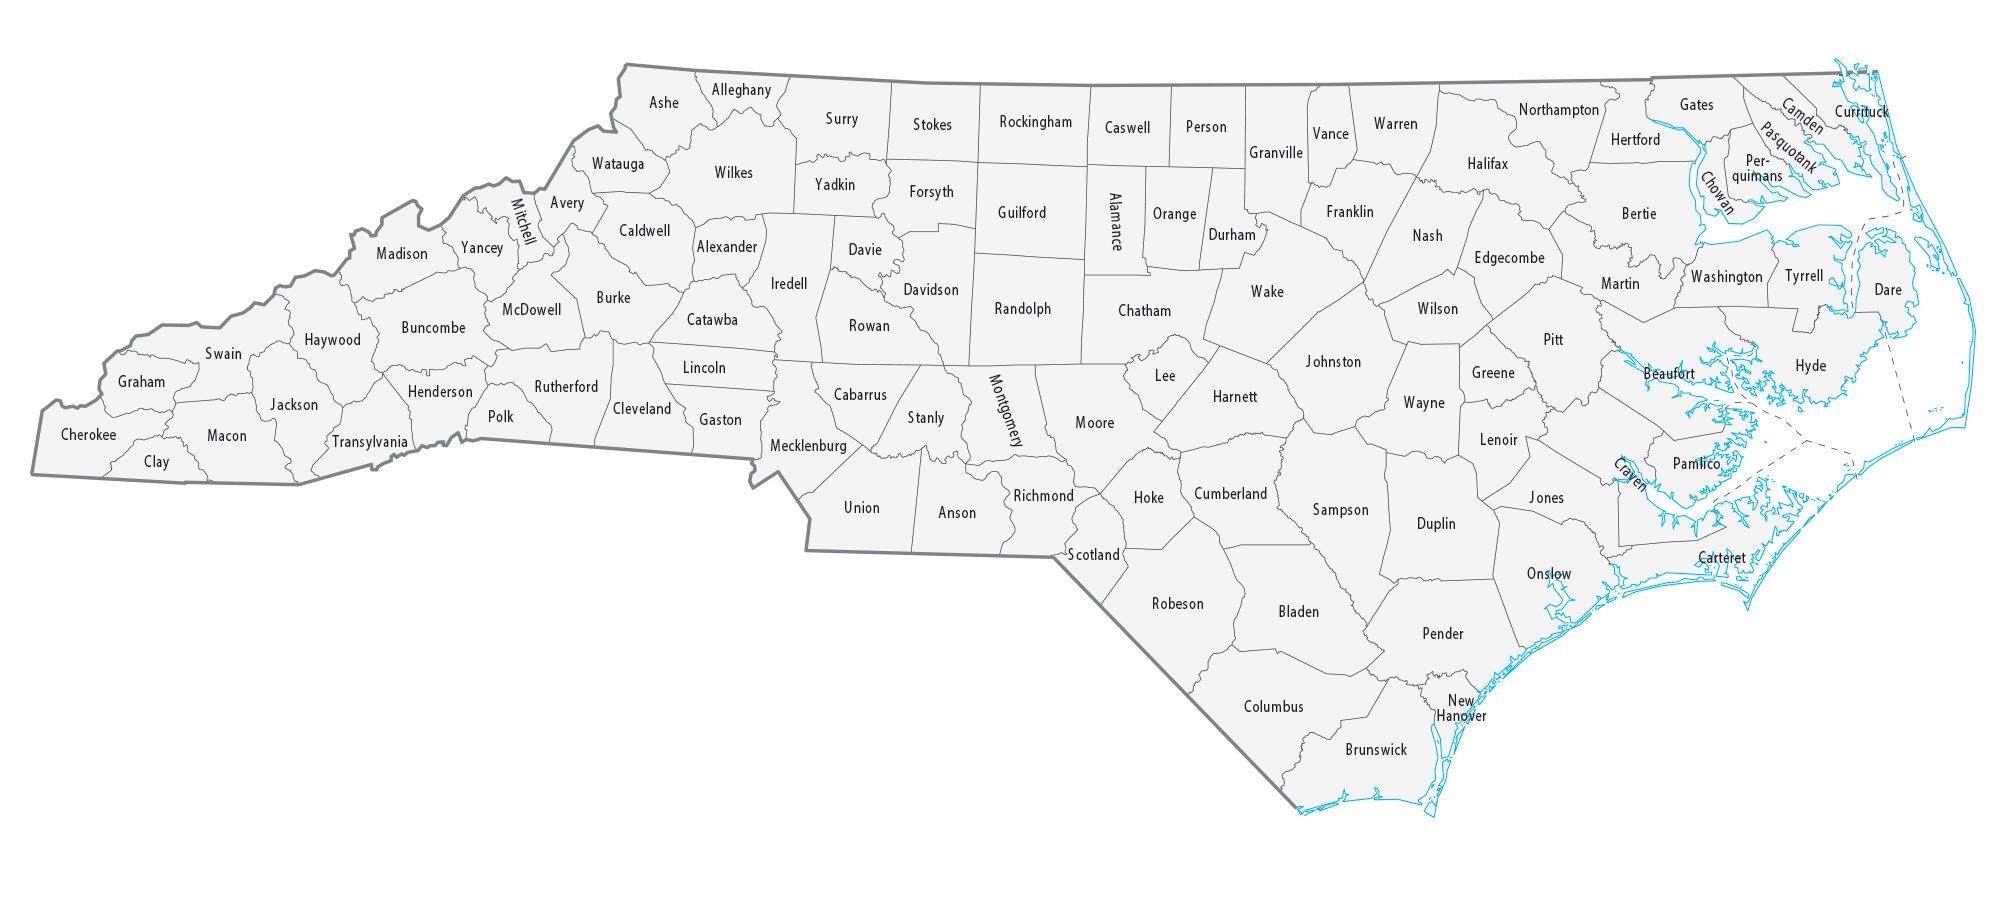 Alleghany
Ashe
Surry
Stokes
Rockingham
Caswell
Person
Granville
Vance
Warren
Northampton
Gates
Camden
Currituck
Hertford
Halifax
Pasquotank
Per-
quimans
Chowan
Watauga
Wilkes
Yadkin
Forsyth
Guilford
Alamance
Orange
Durham
Franklin
Nash
Edgecombe
Bertie
Mitchell
Avery
Caldwell
Alexander
Davie
Madison
Yancey
Iredell
Davidson
Randolph
Chatham
Wake
Wilson
Martin
Washington
Tyrrell
Dare
McDowell
Burke
Catawba
Rowan
Haywood
Buncombe
Swain
Graham
Lincoln
Johnston
Pitt
Greene
Beaufort
Hyde
Jackson
Henderson
Rutherford
Polk
Cleveland
Gaston
Cabarrus
Stanly
Montgomery
Moore
Lee
Harnett
Wayne
Cherokee
Clay
Macon
Transylvania
Mecklenburg
Lenoir
Craven
Pamlico
Union
Anson
Richmond
Hoke
Cumberland
Sampson
Duplin
Jones
Scotland
Carteret
Onslow
Robeson
Bladen
Pender
Columbus
New
Hanover
Brunswick